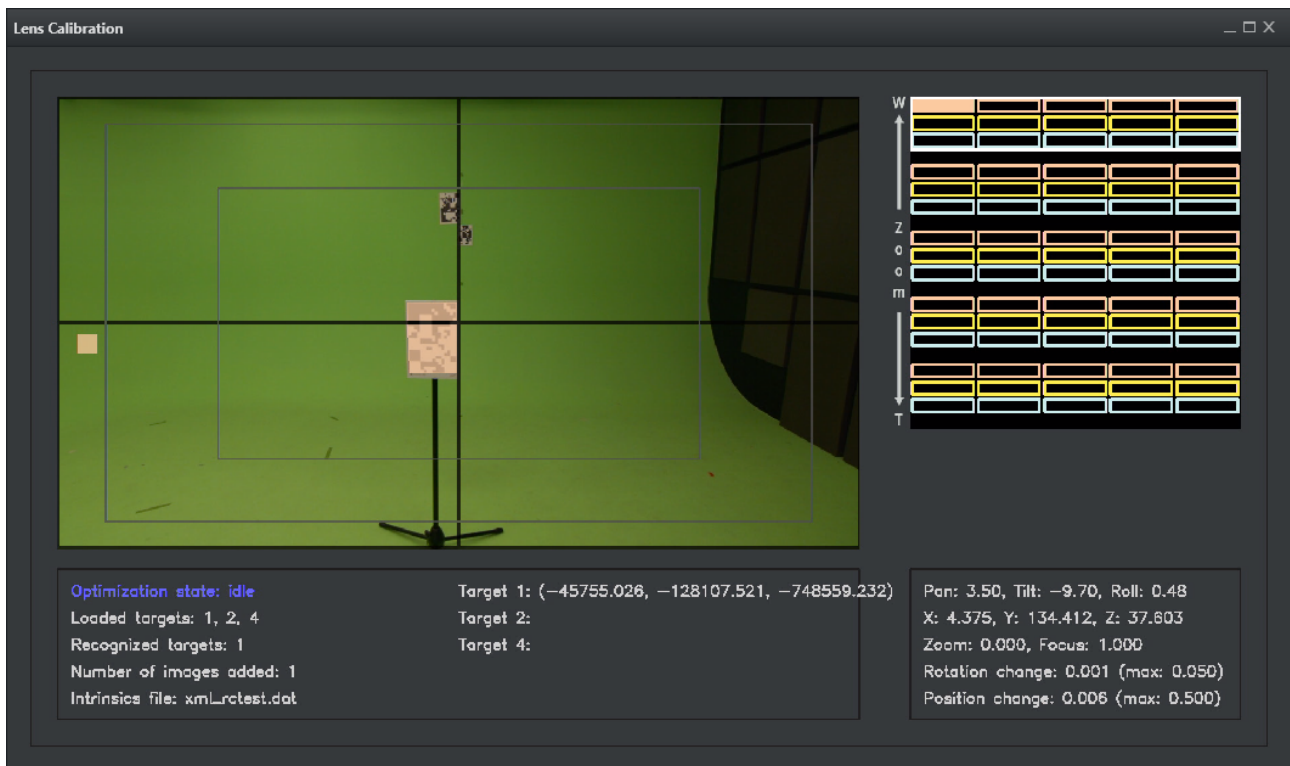 Lens Calibration
W
Zoom
T
Optimization state: idle
Loaded targets: 1, 2, 4
Recognized targets: 1
Number of images added: 1
Intrinsics file: xml_rctest.dat
Target 1: (-45755.026, -128107.521, -748559.232)
Target 2:
Target 4:
Pan: 3.50, Tilt: -9.70, Roll: 0.48
X: 4.375, Y: 134.412, Z: 37.603
Zoom: 0.000, Focus: 1.000
Rotation change: 0.001 (max: 0.050)
Position change: 0.006 (max: 0.500)